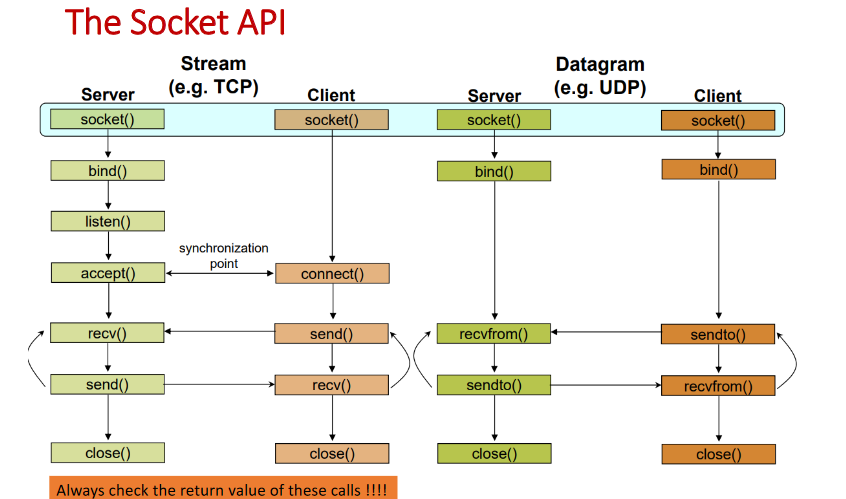 The Socket API
Stream
(e.g. TCP)
Datagram
(e.g. UDP)
Server
Client
Server
Client
socket()
socket()
socket()
socket()
bind()
bind()
bind()
listen()
synchronization
point
accept()
connect()
recv()
send()
recvfrom()
sendto()
send()
recv()
sendto()
recvfrom()
close()
close()
close()
close()
Always check the return value of these calls !!!!